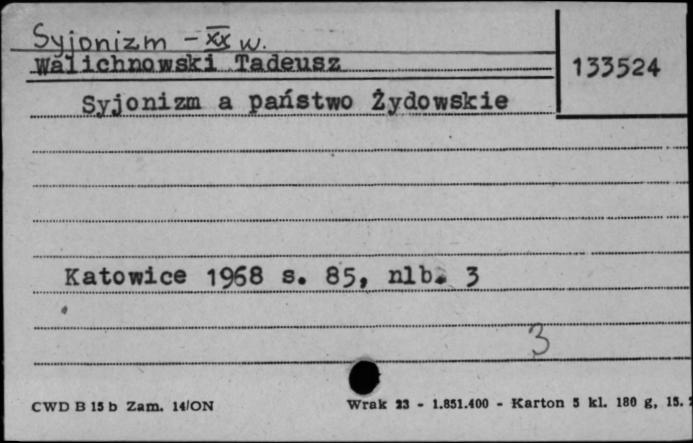 Syjonizm - XX w.
Walichnowski Tadeusz
133524
Syjonizm a państwo Żydowskie
Katowice 1968 s. 85, nlb. 3
3
CWD B 15 b Zam. 14/ON
Wrak 23 - 1.851.400 - Karton 5 kl. 180 g, 15.